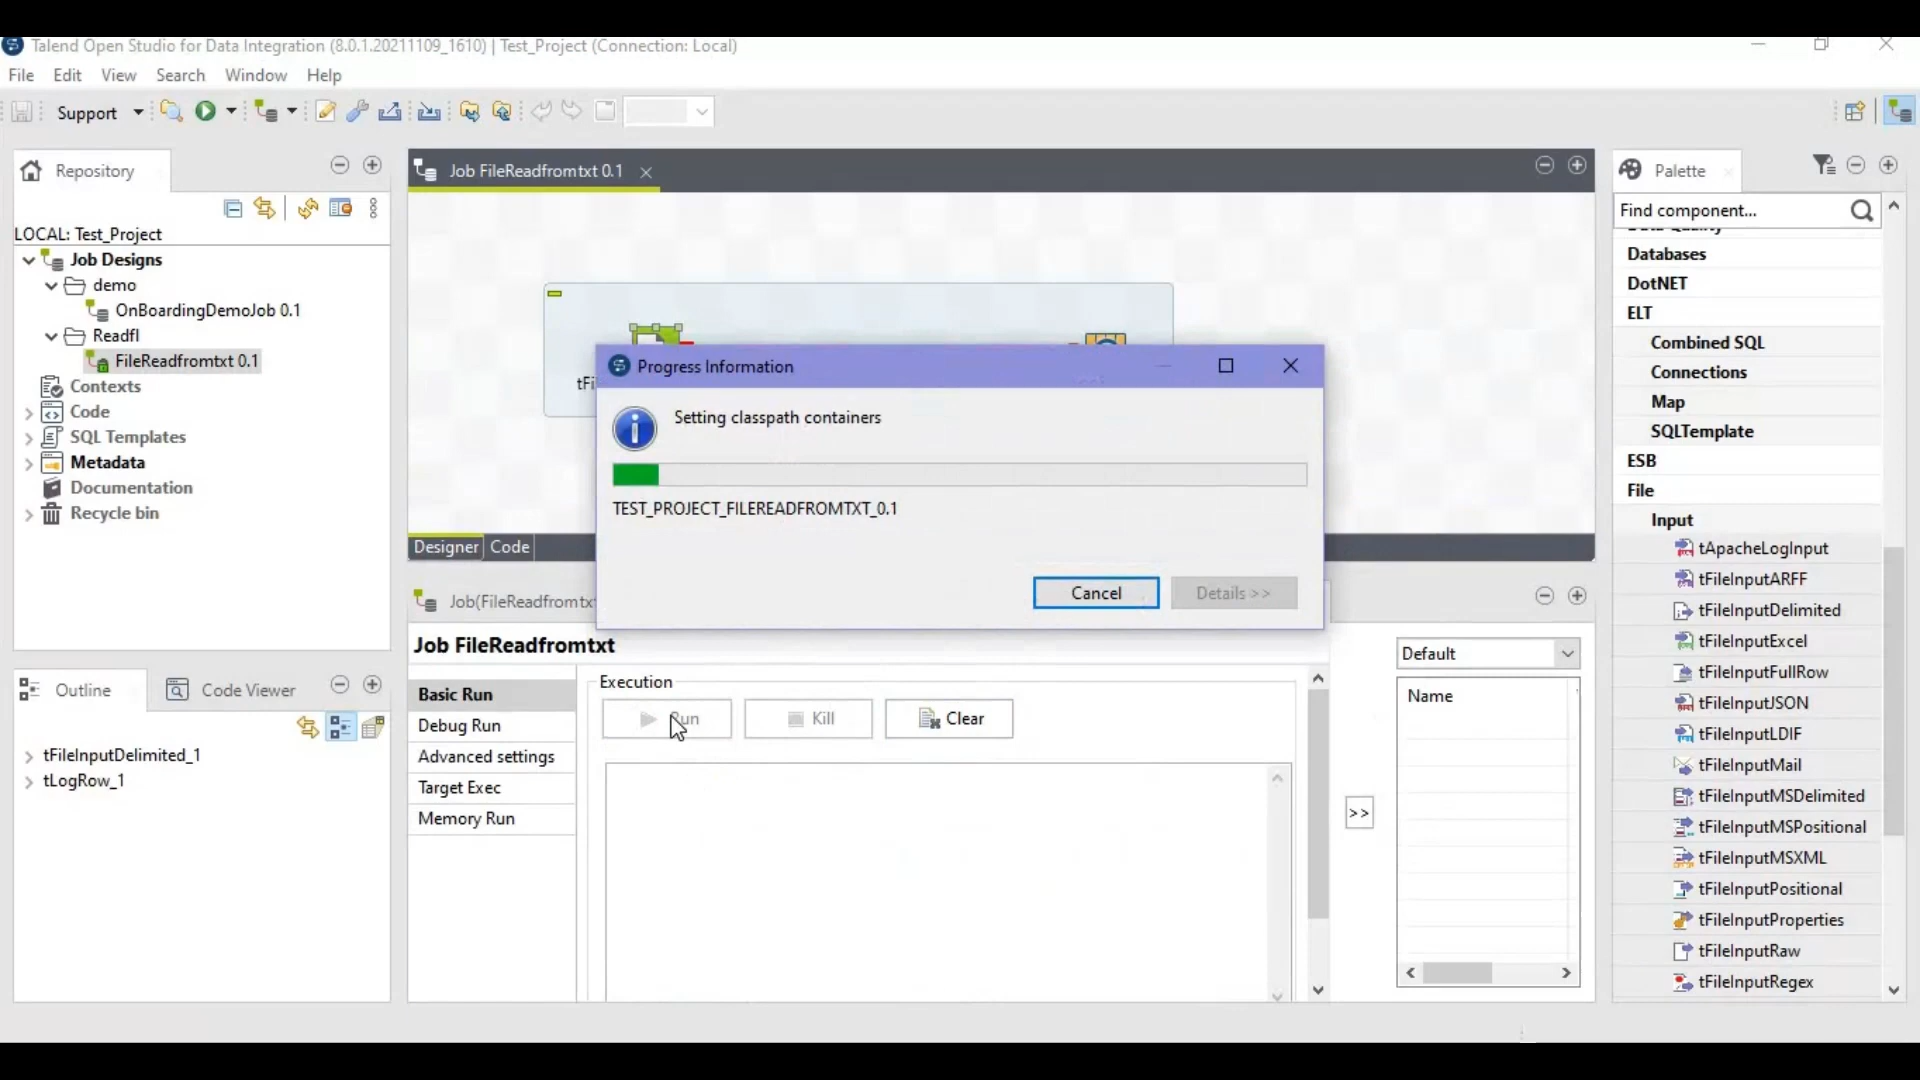 Talend Open Studio for Data Integration (8.0.1.20211109_1610) | Test_Project (Connection: Local)
File Edit View Search Window Help
Support
Repository
LOCAL: Test_Project
Job Designs
demo
OnBoardingDemoJob 0.1
Readfl
FileReadfromtxt 0.1
Contexts
Code
SQL Templates
Metadata
Documentation
Recycle bin
Outline
Code Viewer
tFileInputDelimited_1
tLogRow_1
Job FileReadfromtxt 0.1
tFi
Designer
Code
Progress Information
Setting classpath containers
TEST_PROJECT_FILEREADFROMTXT_0.1
Cancel
Details >>
Job(FileReadfromtx
Job FileReadfromtxt
Basic Run
Debug Run
Advanced settings
Target Exec
Memory Run
Execution
Run
Kill
Clear
>>
Default
Name
Palette
Find component...
Data Quality
Databases
DotNET
ELT
Combined SQL
Connections
Map
SQLTemplate
ESB
File
Input
tApacheLogInput
tFileInputARFF
tFileInputDelimited
tFileInputExcel
tFileInputFullRow
tFileInputJSON
tFileInputLDIF
tFileInputMail
tFileInputMSDelimited
tFileInputMSPositional
tFileInputMSXML
tFileInputPositional
tFileInputProperties
tFileInputRaw
tFileInputRegex